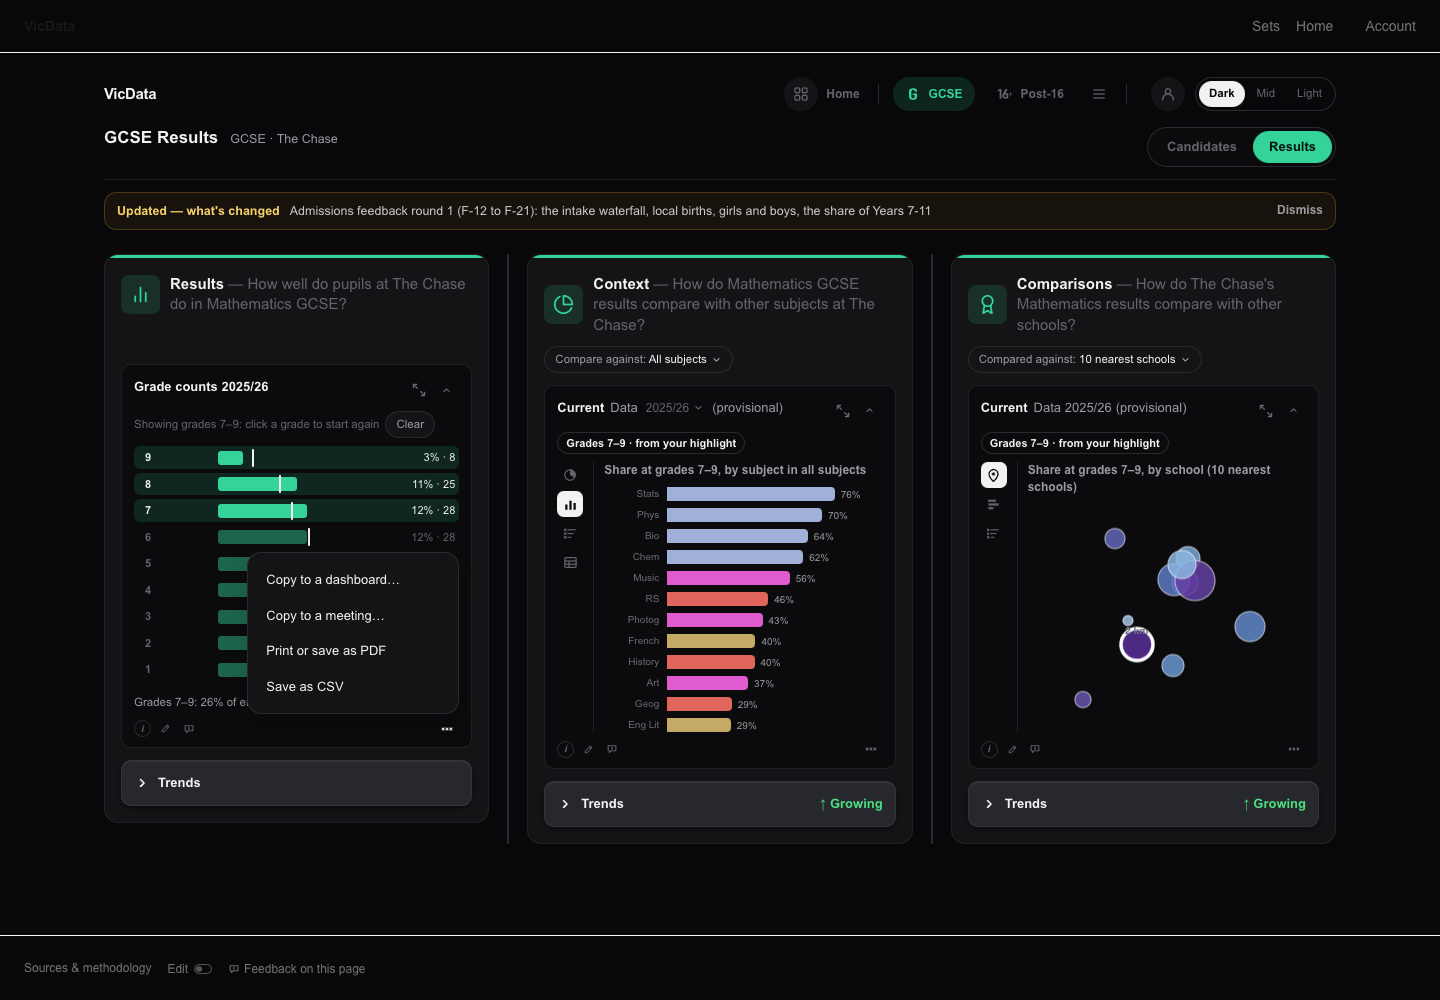 VicData
Sets Home Account
VicData
Home
GCSE
16+ Post-16
Dark Mid Light
GCSE Results GCSE · The Chase
Candidates Results
Updated — what's changed Admissions feedback round 1 (F-12 to F-21): the intake waterfall, local births, girls and boys, the share of Years 7-11 Dismiss
Results — How well do pupils at The Chase
do in Mathematics GCSE?
Grade counts 2025/26
Showing grades 7–9: click a grade to start again Clear
9 3% · 8
8 11% · 25
7 12% · 28
6 12% · 28
5
4
3
2
1
Copy to a dashboard…
Copy to a meeting…
Print or save as PDF
Save as CSV
Grades 7–9: 26% of
Trends
Context — How do Mathematics GCSE
results compare with other subjects at The
Chase?
Compare against: All subjects
Current Data 2025/26 (provisional)
Grades 7–9 · from your highlight
Share at grades 7–9, by subject in all subjects
Stats 76%
Phys 70%
Bio 64%
Chem 62%
Music 56%
RS 46%
Photog 43%
French 40%
History 40%
Art 37%
Geog 29%
Eng Lit 29%
Trends ↑ Growing
Comparisons — How do The Chase's
Mathematics results compare with other
schools?
Compared against: 10 nearest schools
Current Data 2025/26 (provisional)
Grades 7–9 · from your highlight
Share at grades 7–9, by school (10 nearest
schools)
Trends ↑ Growing
Sources & methodology Edit Feedback on this page